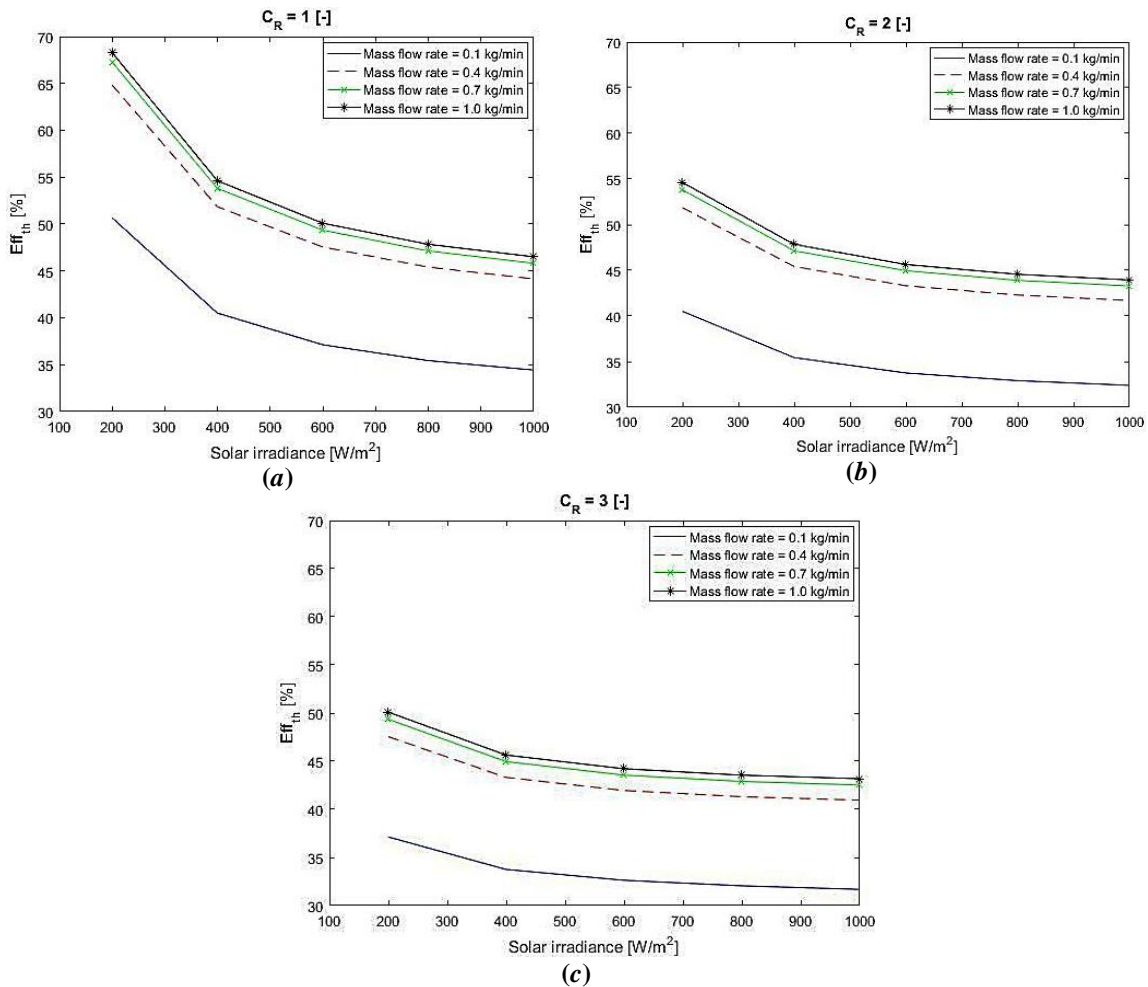 C_R = 1 [-]
Eff_th [%]
70
65
60
55
50
45
40
35
30
Mass flow rate = 0.1 kg/min
Mass flow rate = 0.4 kg/min
Mass flow rate = 0.7 kg/min
Mass flow rate = 1.0 kg/min
100 200 300 400 500 600 700 800 900 1000
Solar irradiance [W/m²]
(a)
C_R = 2 [-]
Eff_th [%]
70
65
60
55
50
45
40
35
30
Mass flow rate = 0.1 kg/min
Mass flow rate = 0.4 kg/min
Mass flow rate = 0.7 kg/min
Mass flow rate = 1.0 kg/min
100 200 300 400 500 600 700 800 900 1000
Solar irradiance [W/m²]
(b)
C_R = 3 [-]
Eff_th [%]
70
65
60
55
50
45
40
35
30
Mass flow rate = 0.1 kg/min
Mass flow rate = 0.4 kg/min
Mass flow rate = 0.7 kg/min
Mass flow rate = 1.0 kg/min
100 200 300 400 500 600 700 800 900 1000
Solar irradiance [W/m²]
(c)